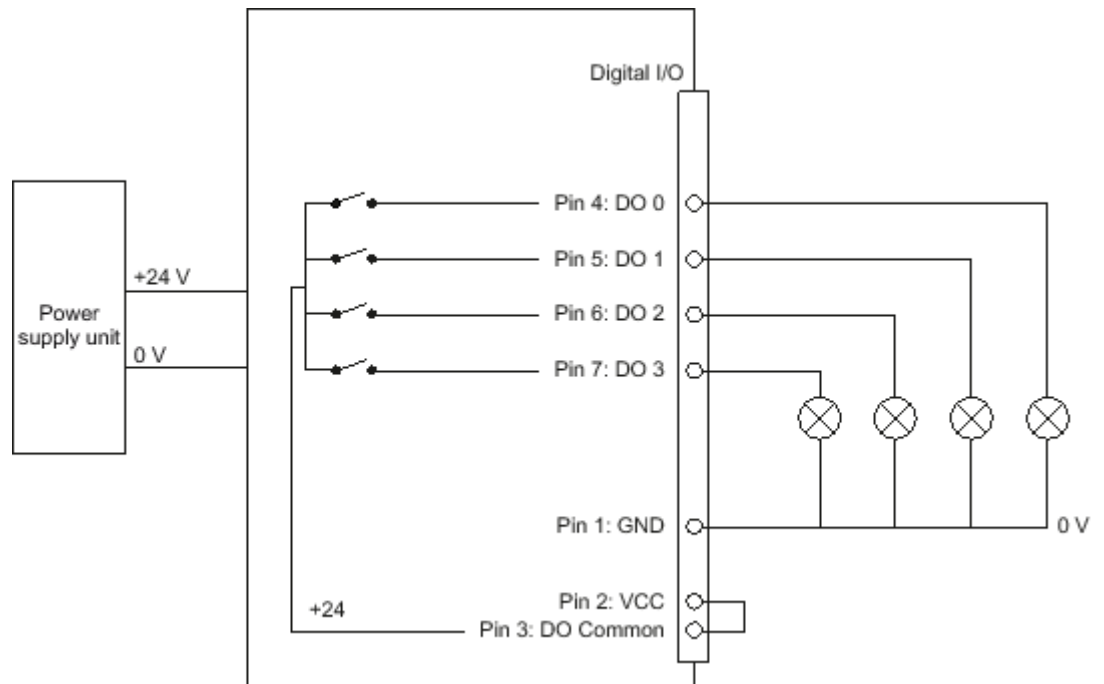 Digital I/O
Pin 4: DO 0
Pin 5: DO 1
+24 V
Power
supply unit
Pin 6: DO 2
0 V
Pin 7: DO 3
Pin 1: GND
0 V
Pin 2: VCC
+24
Pin 3: DO Common